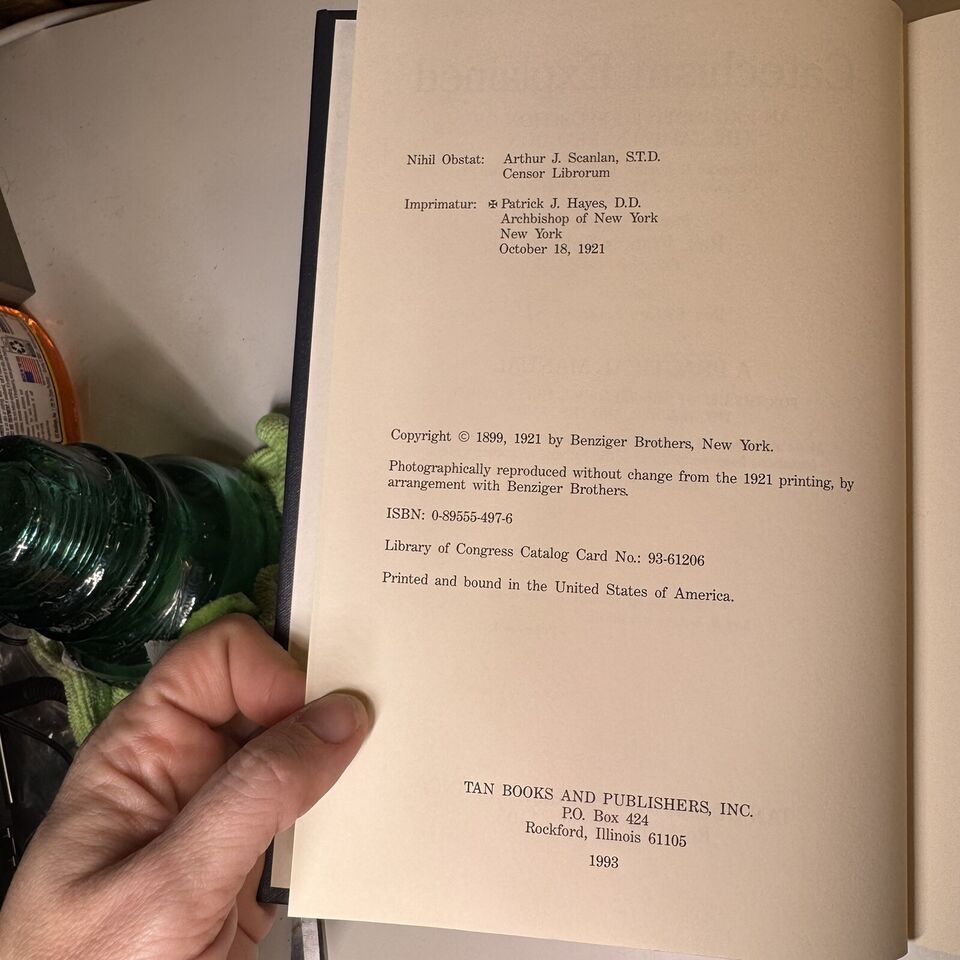 Nihil Obstat: Arthur J. Scanlan, S.T.D.
Censor Librorum
Imprimatur: ✠ Patrick J. Hayes, D.D.
Archbishop of New York
New York
October 18, 1921
Copyright © 1899, 1921 by Benziger Brothers, New York.
Photographically reproduced without change from the 1921 printing, by
arrangement with Benziger Brothers.
ISBN: 0-89555-497-6
Library of Congress Catalog Card No.: 93-61206
Printed and bound in the United States of America.
TAN BOOKS AND PUBLISHERS, INC.
P.O. Box 424
Rockford, Illinois 61105
1993